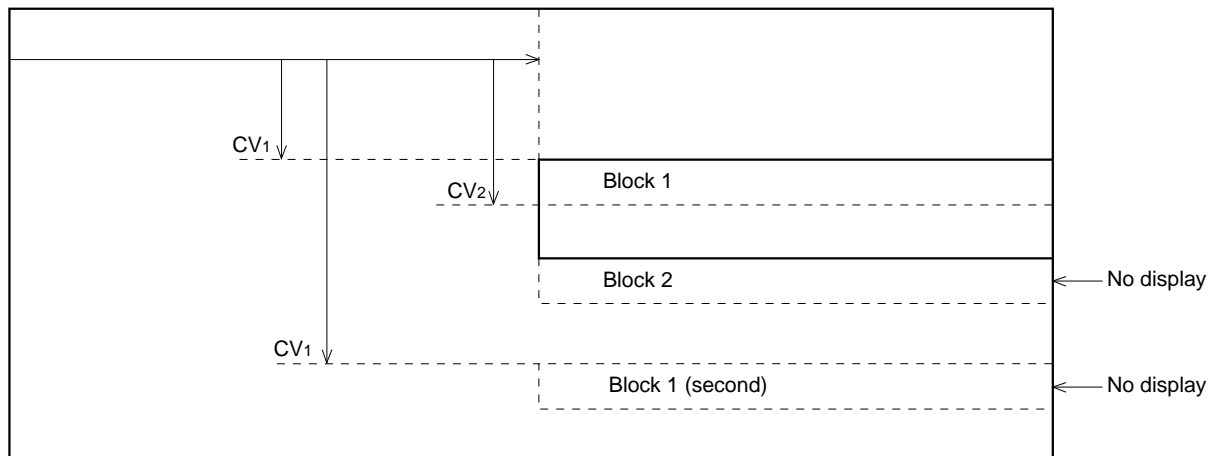 CV1
Block 1
CV2
Block 2
No display
CV1
Block 1 (second)
No display